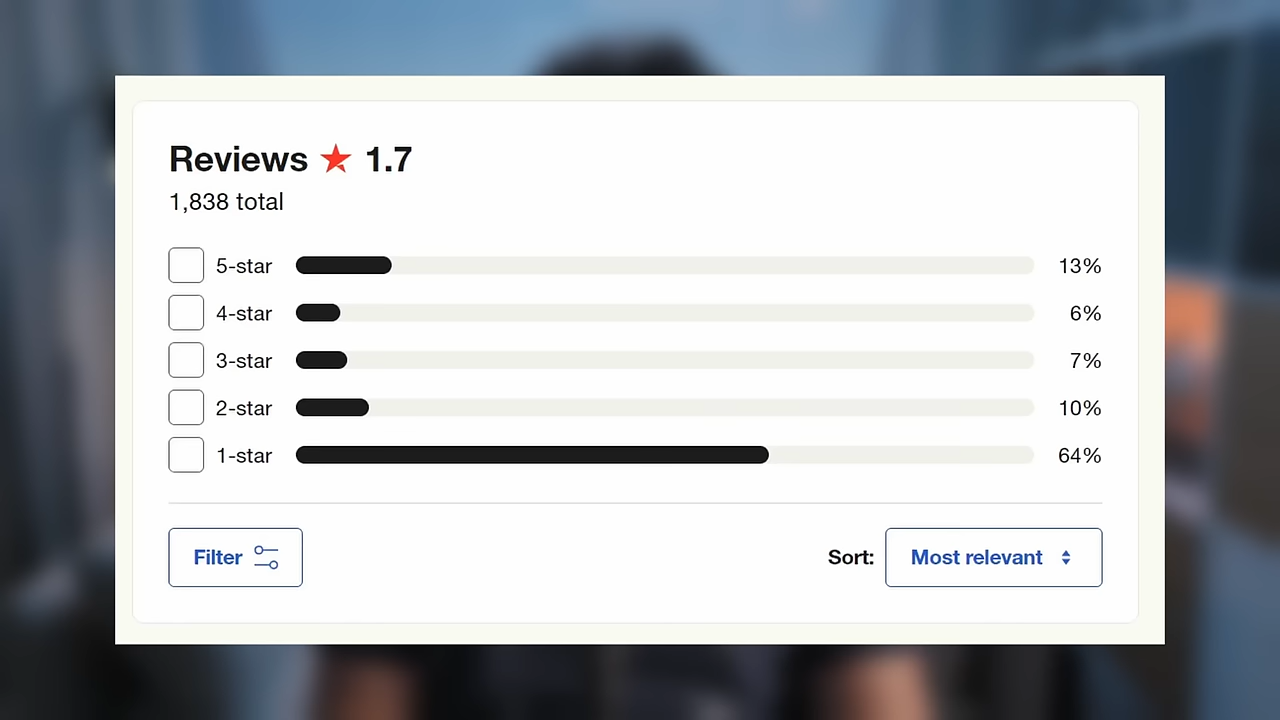 Reviews ★ 1.7
1,838 total
5-star 13%
4-star 6%
3-star 7%
2-star 10%
1-star 64%
Filter Sort: Most relevant